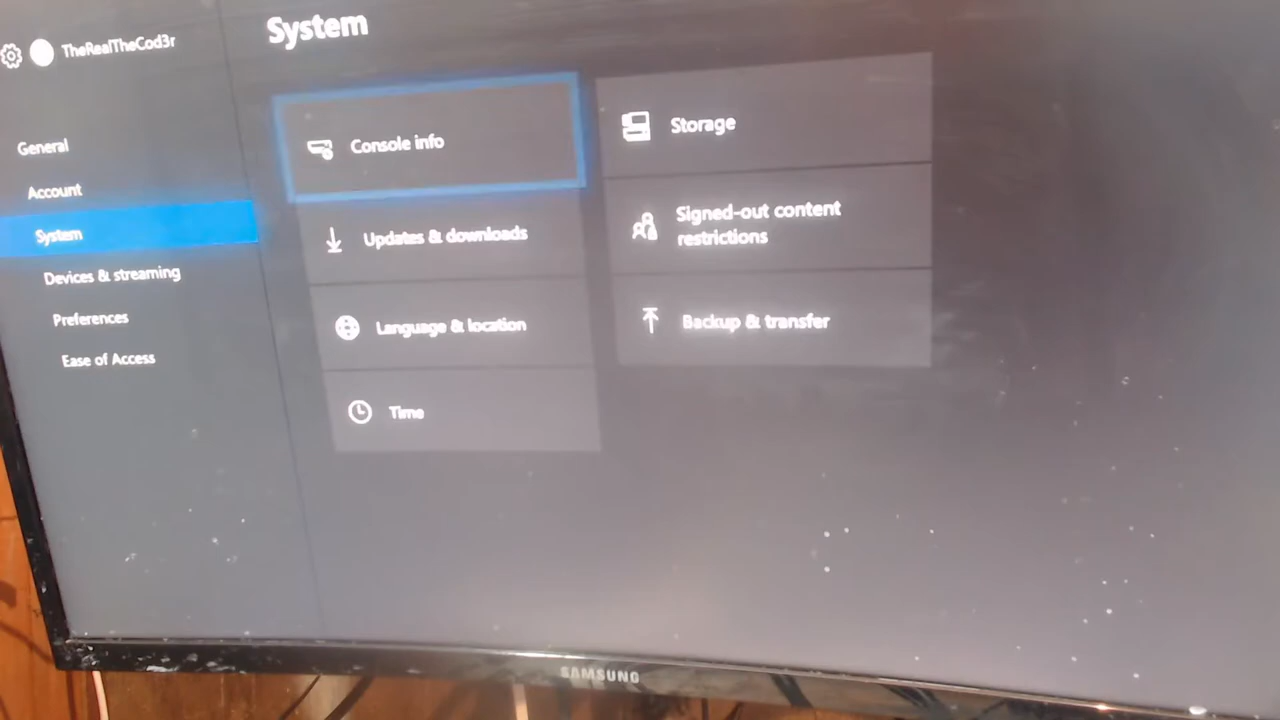 System
TheRealTheCod3r
General
Account
System
Devices & streaming
Preferences
Ease of Access
Console info
Updates & downloads
Language & location
Time
Storage
Signed-out content
restrictions
Backup & transfer
SAMSUNG